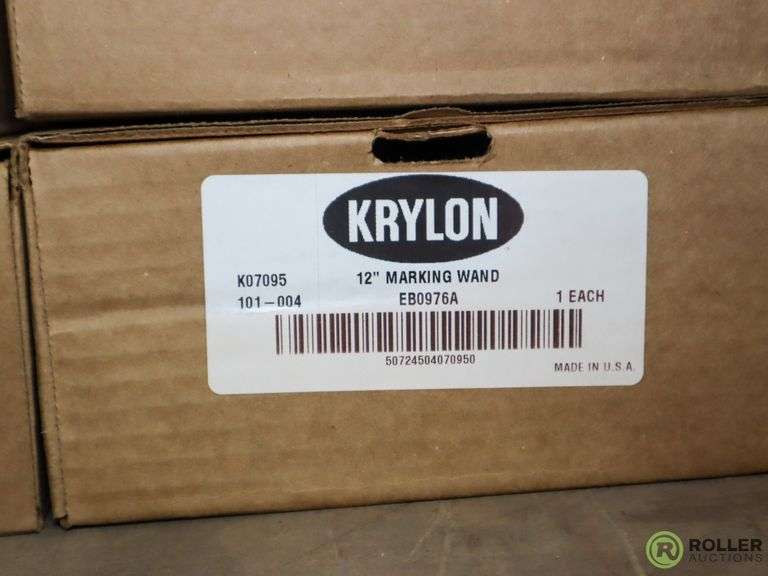 KRYLON
K07095 12" MARKING WAND
101-004 EB0976A 1 EACH
50724504070950
MADE IN U.S.A.
R ROLLER
AUCTIONS